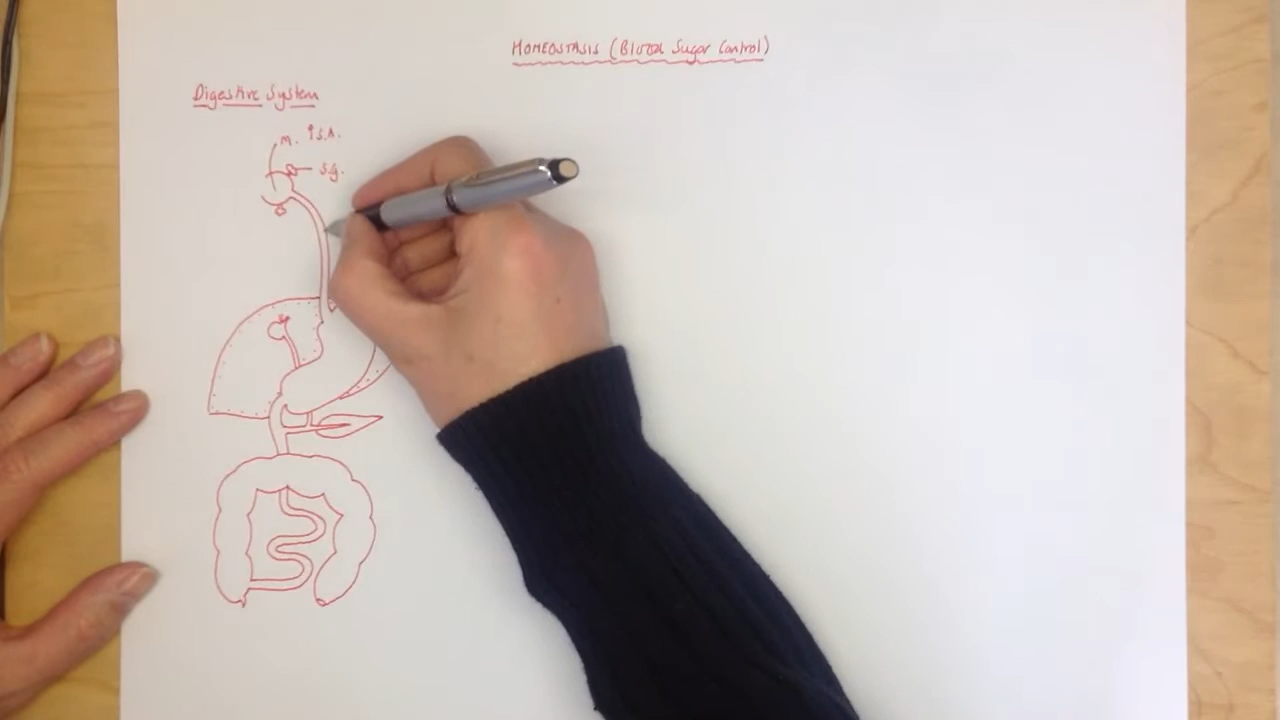 HOMEOSTASIS (Blood Sugar Control)
Digestive System
M. ↑S.A.
S.G.